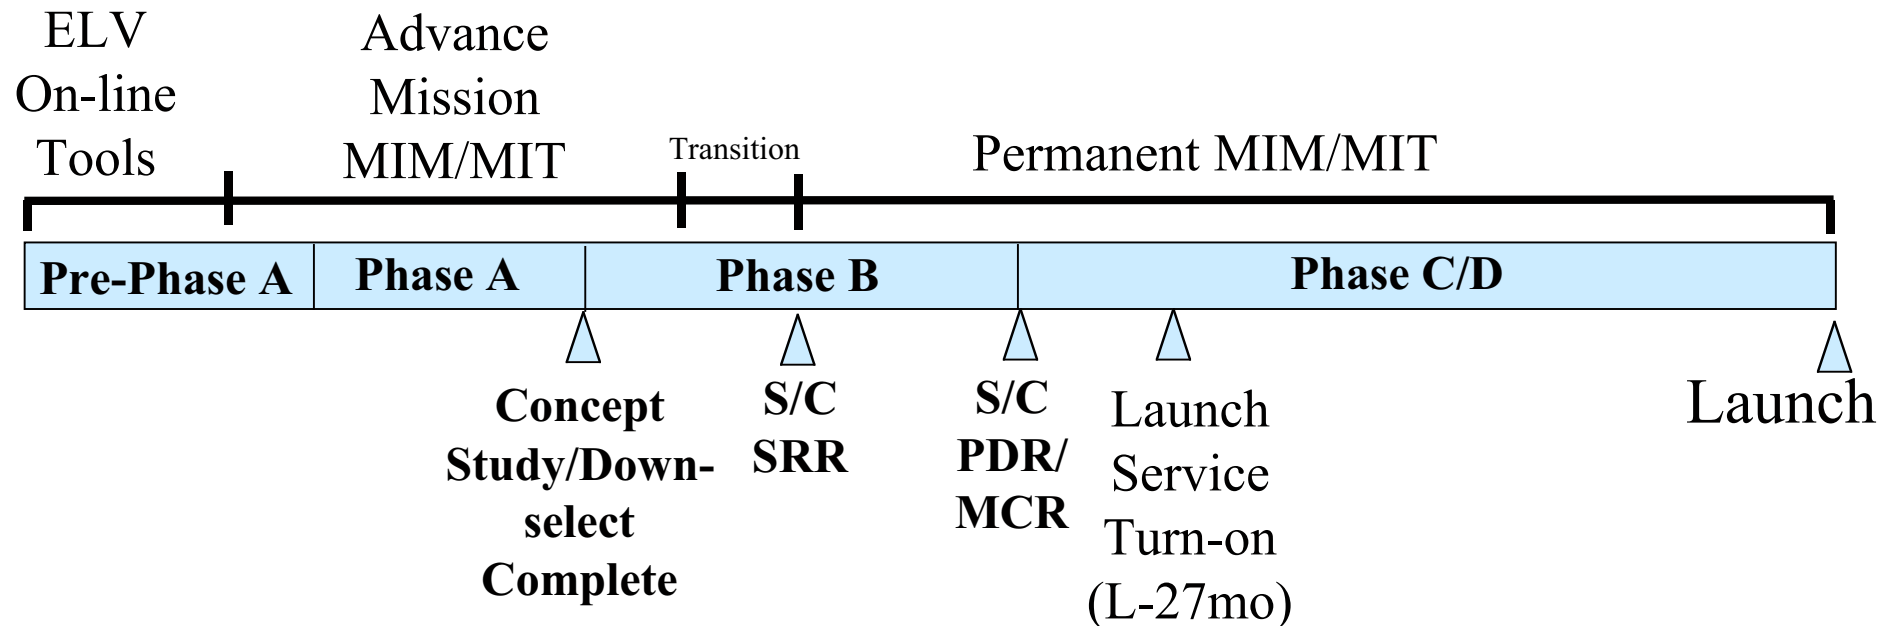 ELV
On-line
Tools
Advance
Mission
MIM/MIT
Transition
Permanent MIM/MIT
Pre-Phase A
Phase A
Phase B
Phase C/D
Concept
Study/Down-
select
Complete
S/C
SRR
S/C
PDR/
MCR
Launch
Service
Turn-on
(L-27mo)
Launch